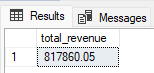 Results Messages
total_revenue
1 817860.05